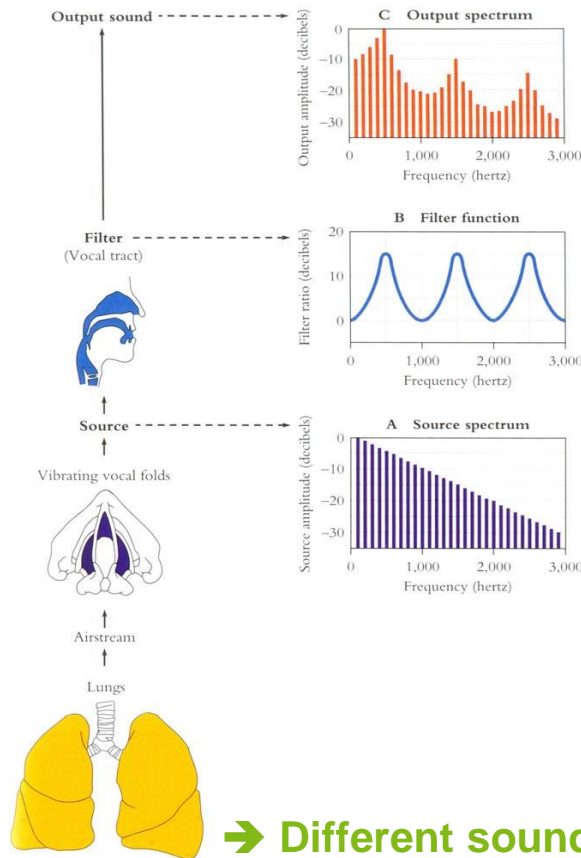 Output sound
C Output spectrum
Output amplitude (decibels)
0
−10
−20
−30
0
1,000
2,000
3,000
Frequency (hertz)
Filter
(Vocal tract)
B Filter function
Filter ratio (decibels)
20
10
0
0
1,000
2,000
3,000
Frequency (hertz)
Source
A Source spectrum
Source amplitude (decibels)
0
−10
−20
−30
0
1,000
2,000
3,000
Frequency (hertz)
Vibrating vocal folds
Airstream
Lungs
➔ Different sound